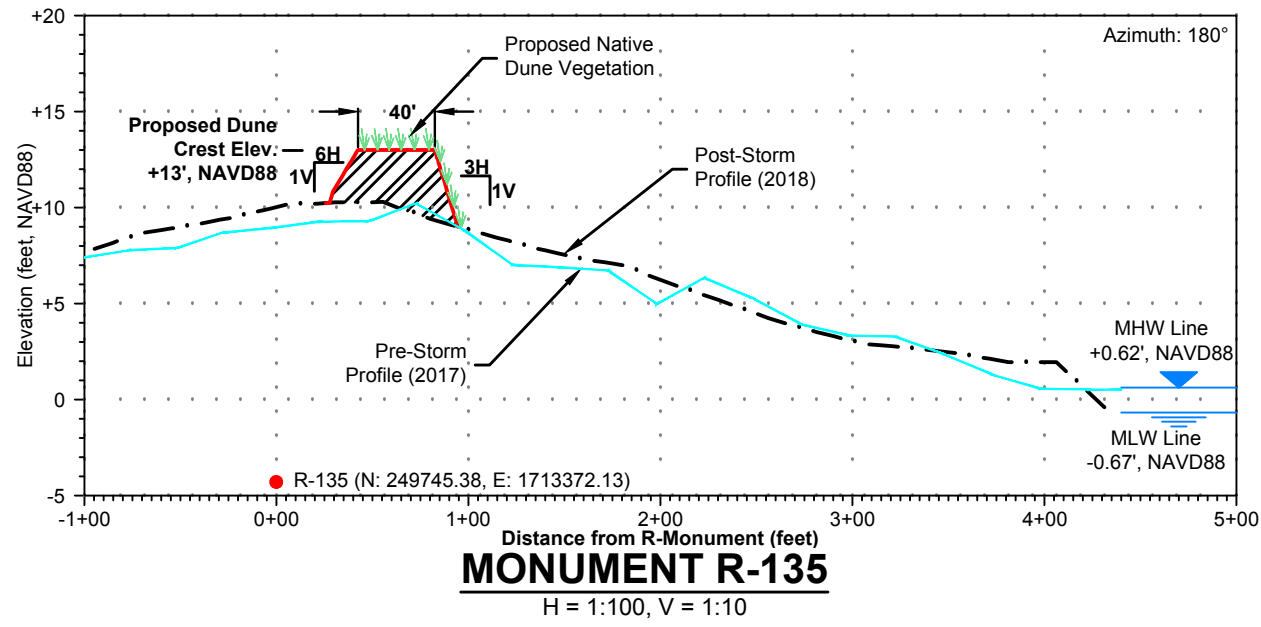 +20
+15
+10
+5
0
-5
Elevation (feet, NAVD88)
Azimuth: 180°
Proposed Native
Dune Vegetation
40'
Proposed Dune
Crest Elev.
+13', NAVD88
6H
1V
3H
1V
Post-Storm
Profile (2018)
Pre-Storm
Profile (2017)
MHW Line
+0.62', NAVD88
MLW Line
-0.67', NAVD88
R-135 (N: 249745.38, E: 1713372.13)
-1+00 0+00 1+00 2+00 3+00 4+00 5+00
Distance from R-Monument (feet)
MONUMENT R-135
H = 1:100, V = 1:10